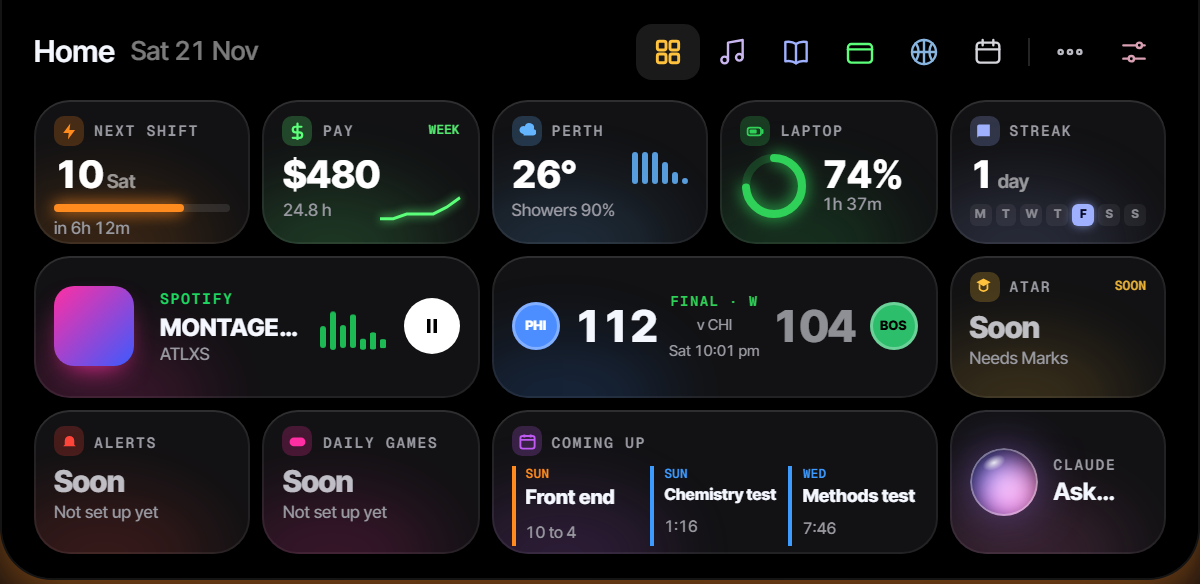 Home Sat 21 Nov
NEXT SHIFT
10 Sat
in 6h 12m
PAY WEEK
$480
24.8 h
PERTH
26°
Showers 90%
LAPTOP
74%
1h 37m
STREAK
1 day
M T W T F S S
SPOTIFY
MONTAGE...
ATLXS
PHI 112
FINAL · W
v CHI
Sat 10:01 pm
104 BOS
ATAR SOON
Soon
Needs Marks
ALERTS
Soon
Not set up yet
DAILY GAMES
Soon
Not set up yet
COMING UP
SUN
Front end
10 to 4
SUN
Chemistry test
1:16
WED
Methods test
7:46
CLAUDE
Ask...